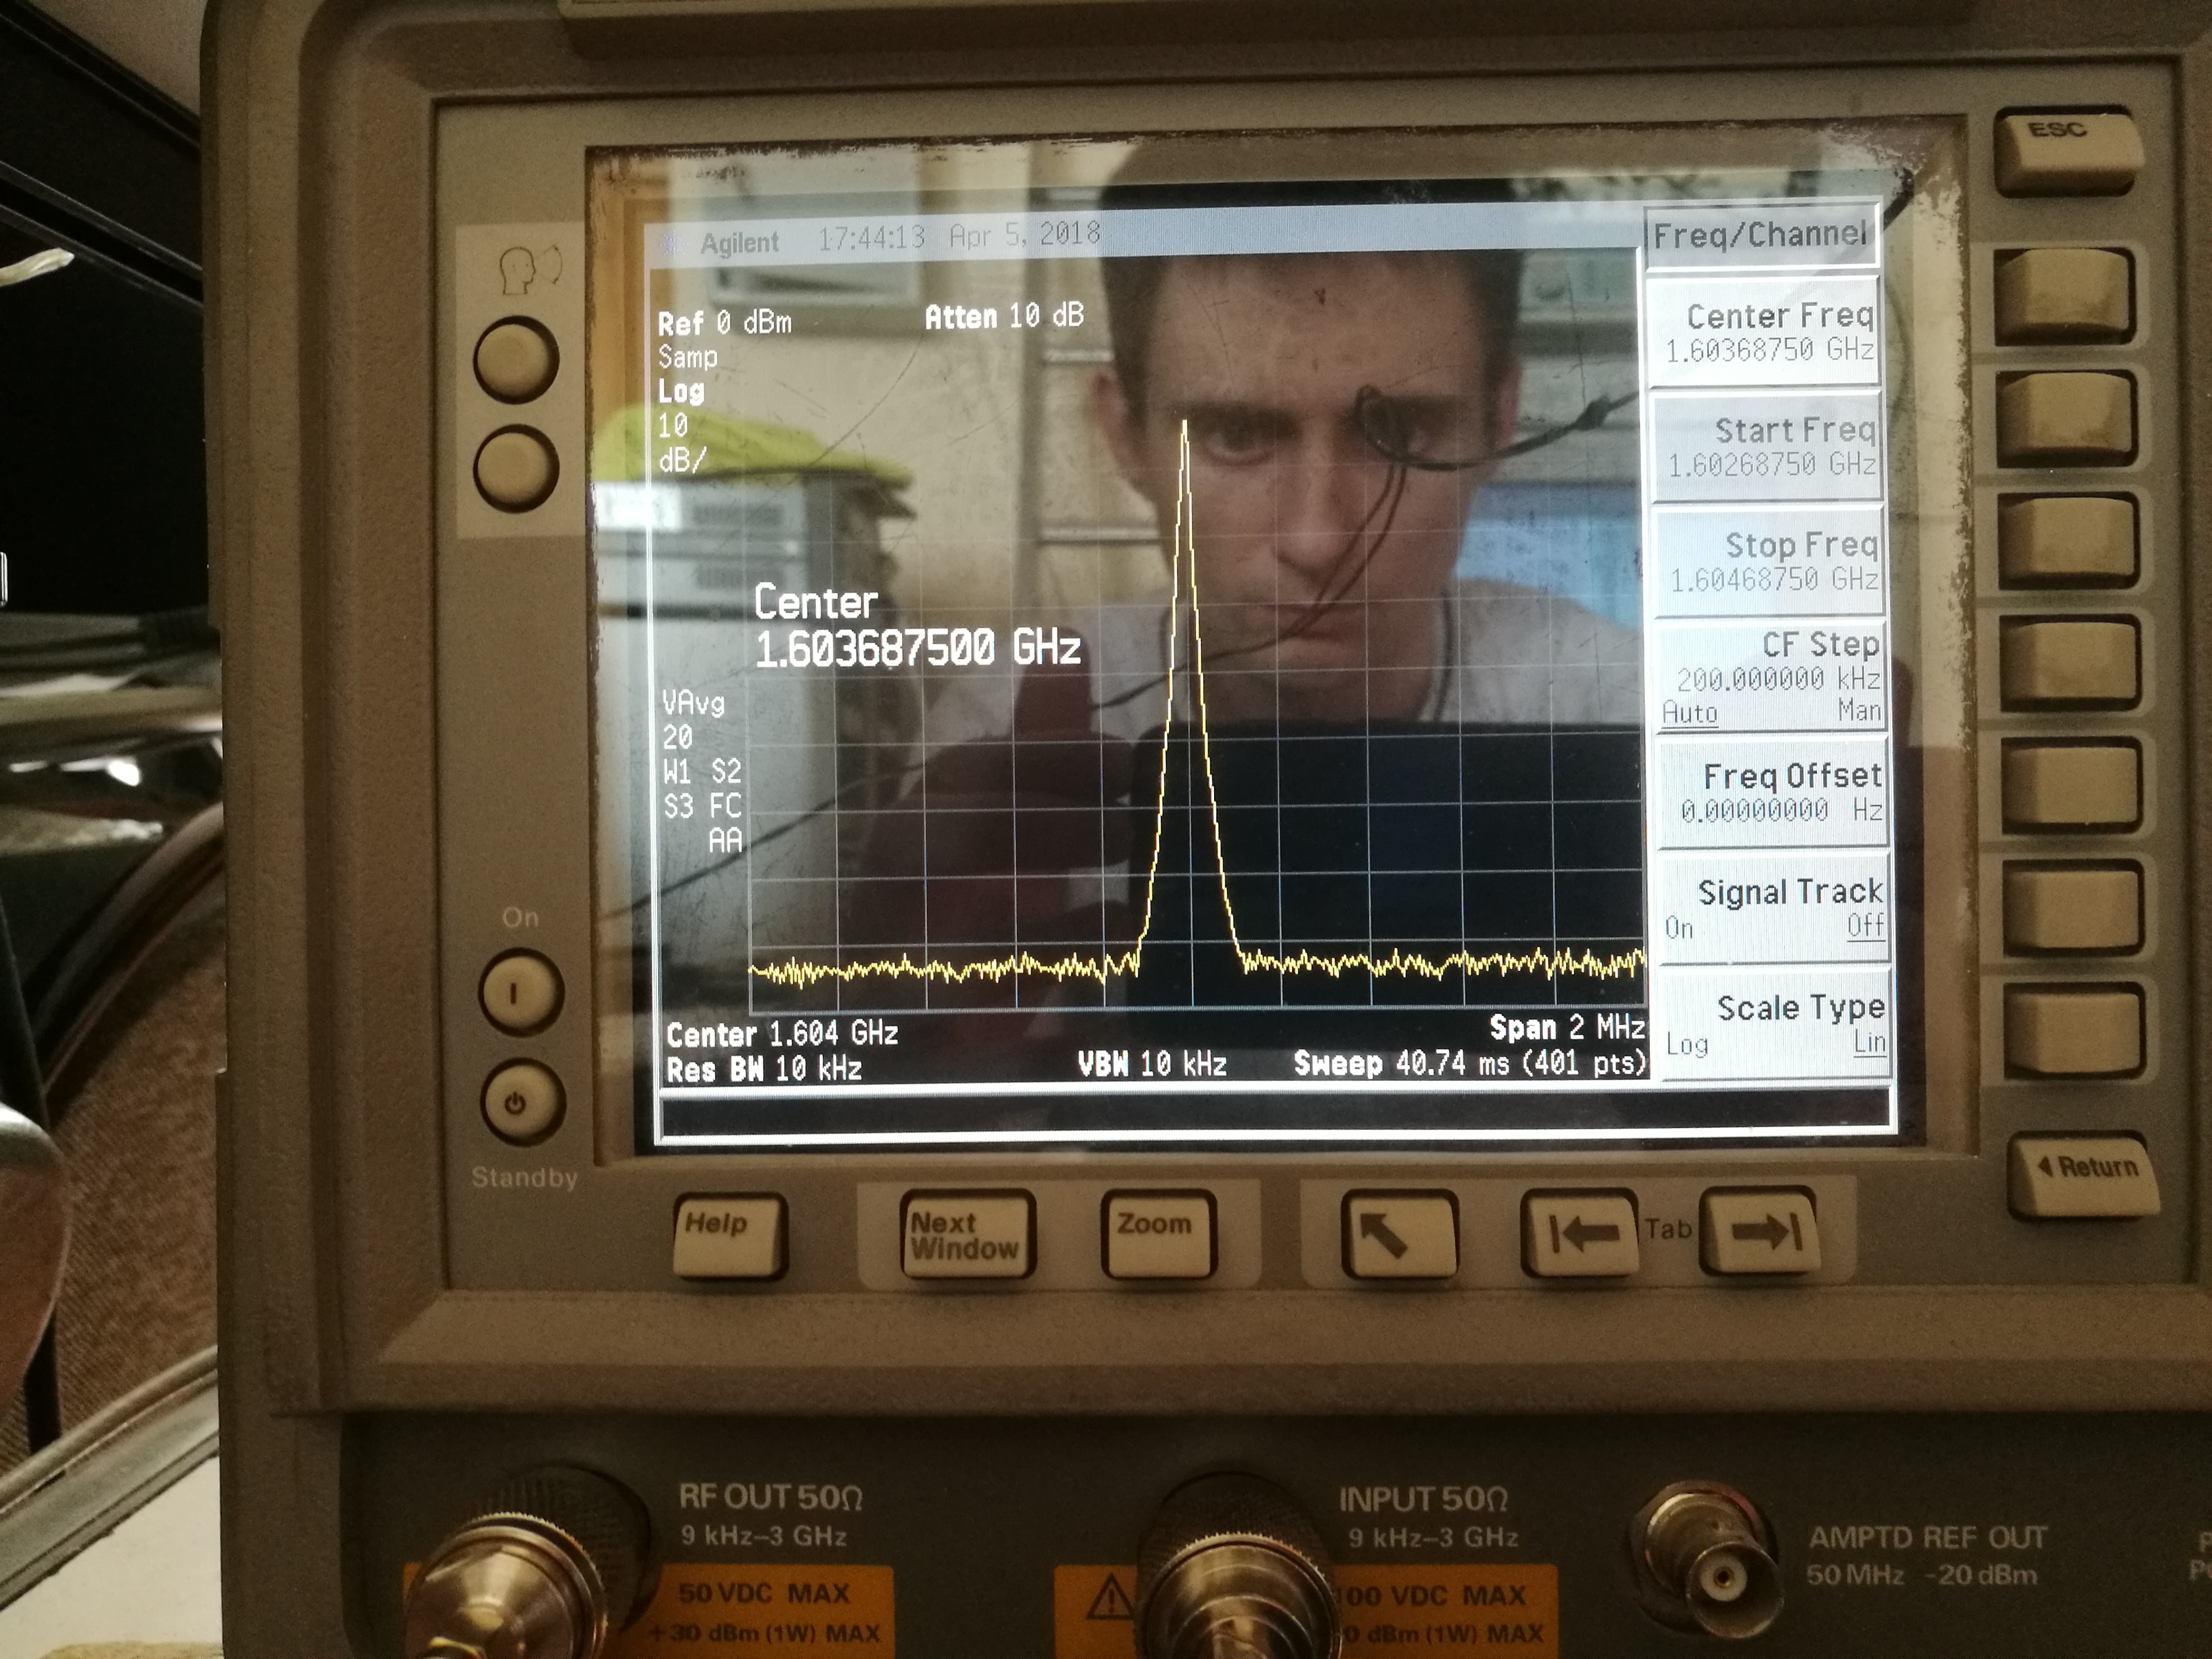 Agilent 17:44:13 Apr 5, 2018
Freq/Channel
Ref 0 dBm Atten 10 dB
Samp
Log
10
dB/
Center
1.603687500 GHz
VAvg
20
W1 S2
S3 FC
AA
Center 1.604 GHz Span 2 MHz
Res BW 10 kHz VBW 10 kHz Sweep 40.74 ms (401 pts)
Center Freq
1.60368750 GHz
Start Freq
1.60268750 GHz
Stop Freq
1.60468750 GHz
CF Step
200.000000 kHz
Auto Man
Freq Offset
0.00000000 Hz
Signal Track
On Off
Scale Type
Log Lin
ESC
On
Standby
Return
Help
Next
Window
Zoom
Tab
RF OUT 50Ω
9 kHz–3 GHz
50 VDC MAX
+30 dBm (1W) MAX
INPUT 50Ω
9 kHz–3 GHz
VDC MAX
dBm (1W) MAX
AMPTD REF OUT
50 MHz -20 dBm